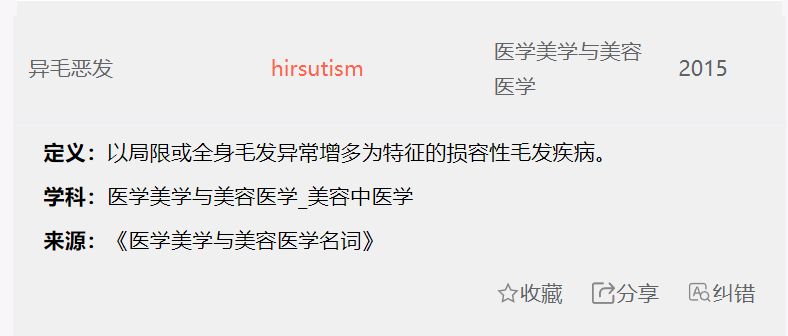 异毛恶发 hirsutism 医学美学与美容医学 2015
定义：以局限或全身毛发异常增多为特征的损容性毛发疾病。
学科：医学美学与美容医学_美容中医学
来源：《医学美学与美容医学名词》
收藏 分享 纠错